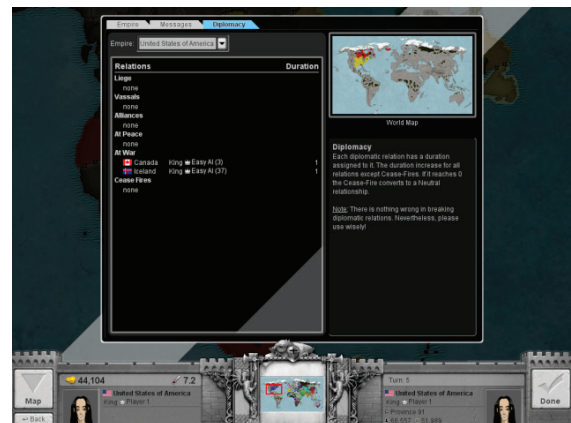 Empire
Messages
Diplomacy
Empire: United States of America
Relations Duration
Liege
none
Vassals
none
Alliances
none
At Peace
none
At War
Canada King Easy AI (3) 1
Iceland King Easy AI (37) 1
Cease Fires
none
World Map
Diplomacy
Each diplomatic relation has a duration
assigned to it. The duration increase for all
relations except Cease-Fires. If it reaches 0
the Cease-Fire converts to a Neutral
relationship.
Note: There is nothing wrong in breaking
diplomatic relations. Nevertheless, please
use wisely!
Map
Back
44,104 7.2
United States of America
King Player 1
Turn: 5
United States of America
King Player 1
Province 91
Done